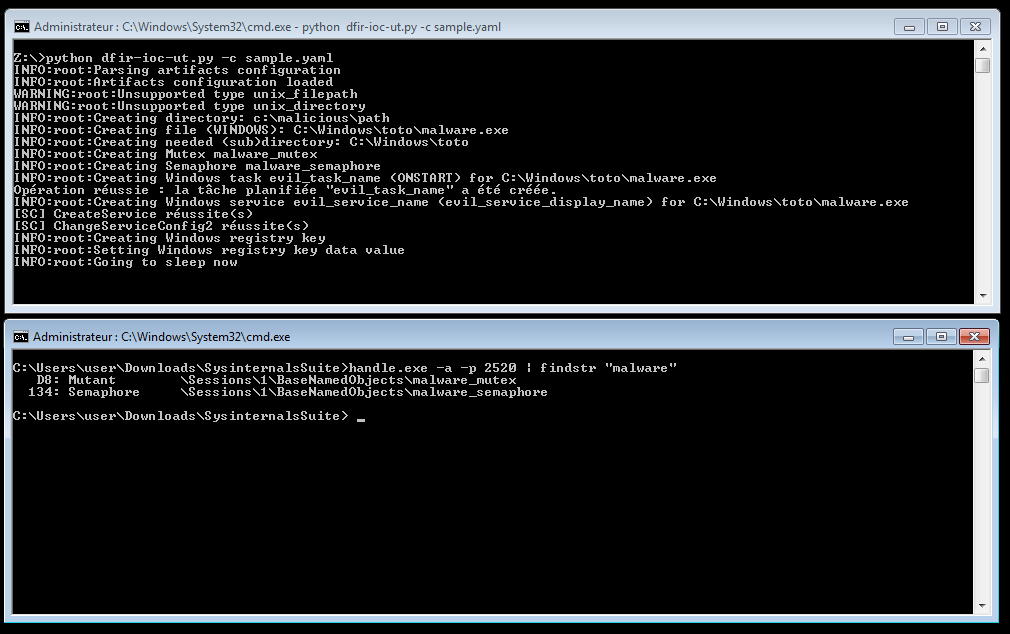 Administrateur : C:\Windows\System32\cmd.exe - python  dfir-ioc-ut.py -c sample.yaml
Z:\>python dfir-ioc-ut.py -c sample.yaml
INFO:root:Parsing artifacts configuration
INFO:root:Artifacts configuration loaded
WARNING:root:Unsupported type unix_filepath
WARNING:root:Unsupported type unix_directory
INFO:root:Creating directory: c:\malicious\path
INFO:root:Creating file (WINDOWS): C:\Windows\toto\malware.exe
INFO:root:Creating needed (sub)directory: C:\Windows\toto
INFO:root:Creating Mutex malware_mutex
INFO:root:Creating Semaphore malware_semaphore
INFO:root:Creating Windows task evil_task_name (ONSTART) for C:\Windows\toto\malware.exe
Opération réussie : la tâche planifiée "evil_task_name" a été créée.
INFO:root:Creating Windows service evil_service_name (evil_service_display_name) for C:\Windows\toto\malware.exe
[SC] CreateService réussite(s)
[SC] ChangeServiceConfig2 réussite(s)
INFO:root:Creating Windows registry key
INFO:root:Setting Windows registry key data value
INFO:root:Going to sleep now
Administrateur : C:\Windows\System32\cmd.exe
C:\Users\user\Downloads\SysinternalsSuite>handle.exe -a -p 2520 | findstr "malware"
   D8: Mutant        \Sessions\1\BaseNamedObjects\malware_mutex
  134: Semaphore     \Sessions\1\BaseNamedObjects\malware_semaphore
C:\Users\user\Downloads\SysinternalsSuite>